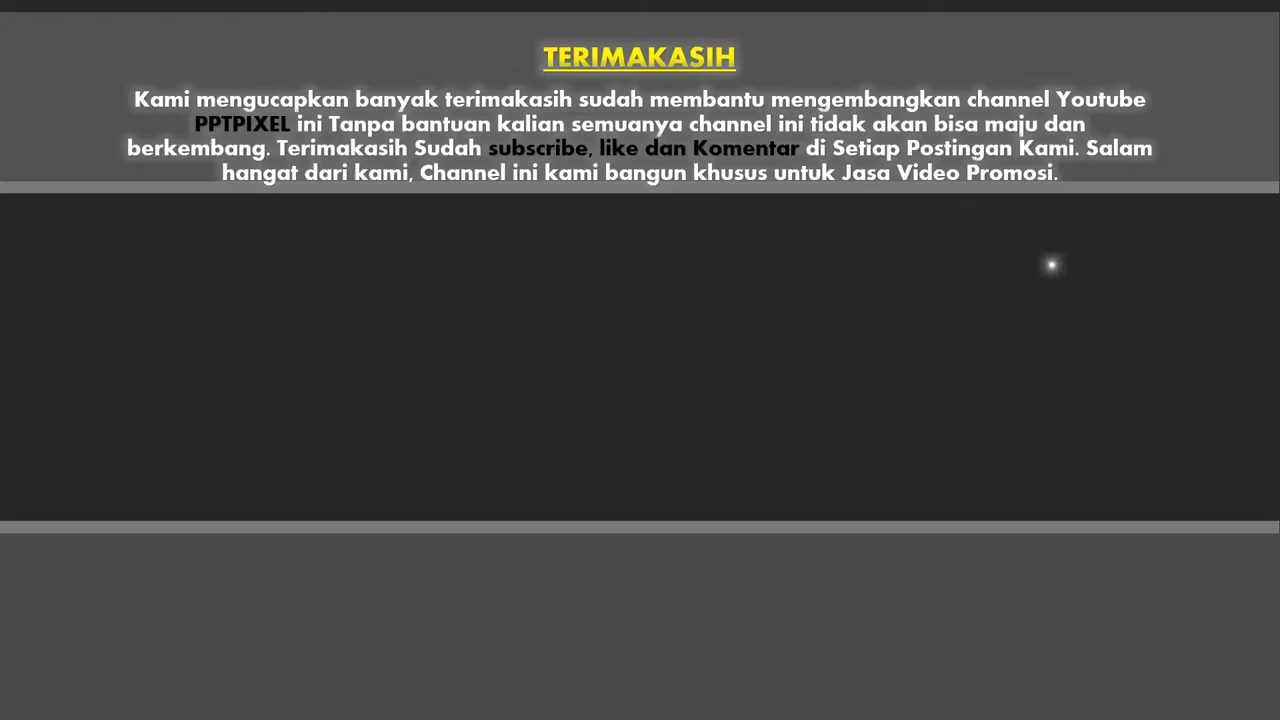 TERIMAKASIH
Kami mengucapkan banyak terimakasih sudah membantu mengembangkan channel Youtube
PPTPIXEL ini Tanpa bantuan kalian semuanya channel ini tidak akan bisa maju dan
berkembang. Terimakasih Sudah subscribe, like dan Komentar di Setiap Postingan Kami. Salam
hangat dari kami, Channel ini kami bangun khusus untuk Jasa Video Promosi.